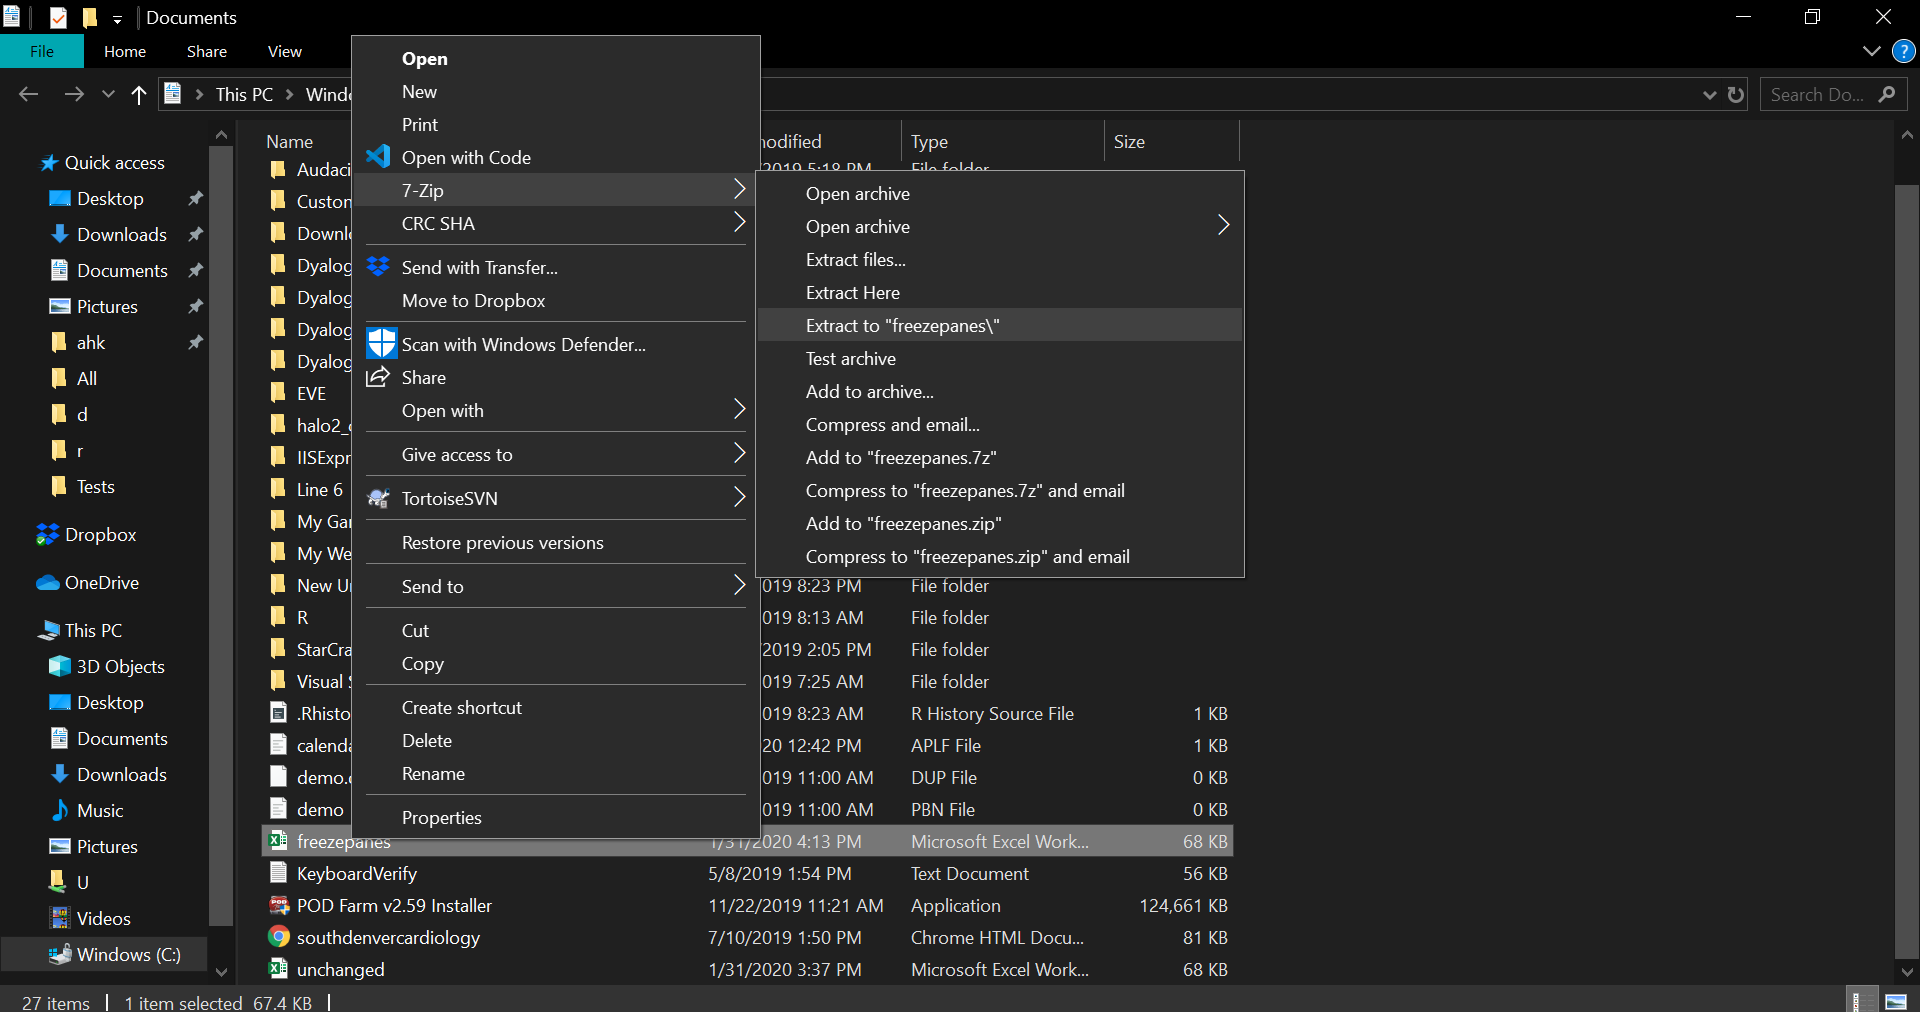 Documents
File Home Share View
This PC Windo
Search Do...
Name modified Type Size
Quick access
Desktop
Downloads
Documents
Pictures
ahk
All
d
r
Tests
Dropbox
OneDrive
This PC
3D Objects
Desktop
Documents
Downloads
Music
Pictures
U
Videos
Windows (C:)
Audaci 2019 5:18 PM File folder
Custon
Downlo
Dyalog
Dyalog
Dyalog
Dyalog
EVE
halo2_
IISExpr
Line 6
My Gar
My We
New Ur 019 8:23 PM File folder
R 019 8:13 AM File folder
StarCra 2019 2:05 PM File folder
Visual S 019 7:25 AM File folder
.Rhisto 019 8:23 AM R History Source File 1 KB
calenda 20 12:42 PM APLF File 1 KB
demo. 019 11:00 AM DUP File 0 KB
demo 019 11:00 AM PBN File 0 KB
freezepanes 1/31/2020 4:13 PM Microsoft Excel Work... 68 KB
KeyboardVerify 5/8/2019 1:54 PM Text Document 56 KB
POD Farm v2.59 Installer 11/22/2019 11:21 AM Application 124,661 KB
southdenvercardiology 7/10/2019 1:50 PM Chrome HTML Docu... 81 KB
unchanged 1/31/2020 3:37 PM Microsoft Excel Work... 68 KB
Open
New
Print
Open with Code
7-Zip
CRC SHA
Send with Transfer...
Move to Dropbox
Scan with Windows Defender...
Share
Open with
Give access to
TortoiseSVN
Restore previous versions
Send to
Cut
Copy
Create shortcut
Delete
Rename
Properties
Open archive
Open archive
Extract files...
Extract Here
Extract to "freezepanes\"
Test archive
Add to archive...
Compress and email...
Add to "freezepanes.7z"
Compress to "freezepanes.7z" and email
Add to "freezepanes.zip"
Compress to "freezepanes.zip" and email
27 items 1 item selected 67.4 KB